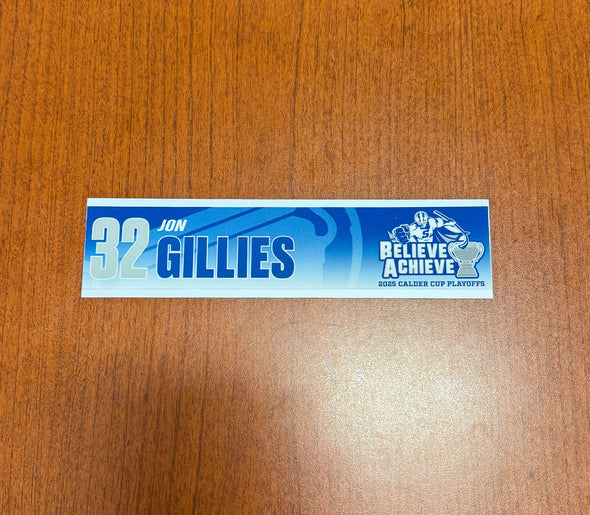 32
JON
GILLIES
BELIEVE
ACHIEVE
2025 CALDER CUP PLAYOFFS